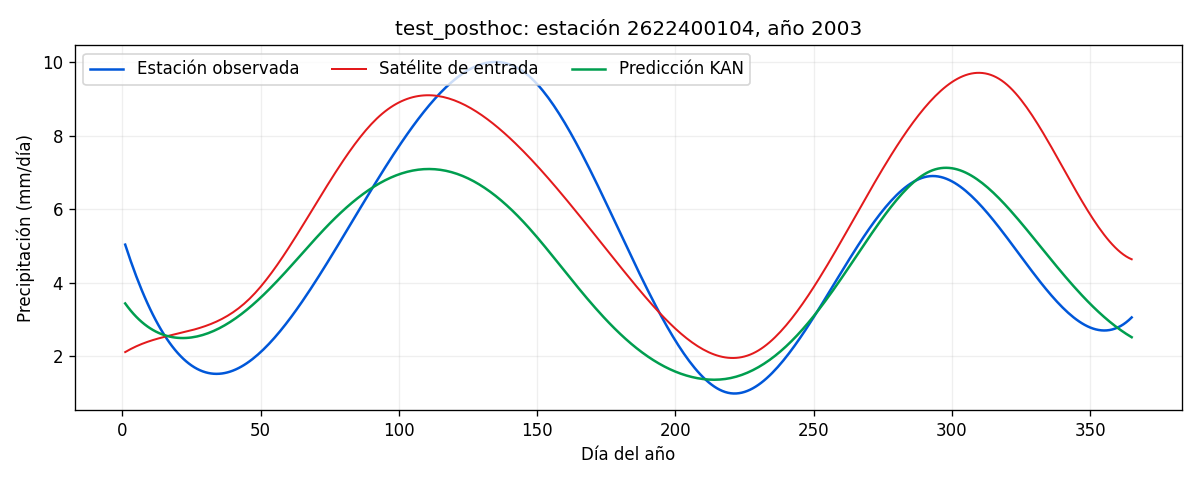 test_posthoc: estación 2622400104, año 2003
Estación observada Satélite de entrada Predicción KAN
Precipitación (mm/día)
10
8
6
4
2
0 50 100 150 200 250 300 350
Día del año